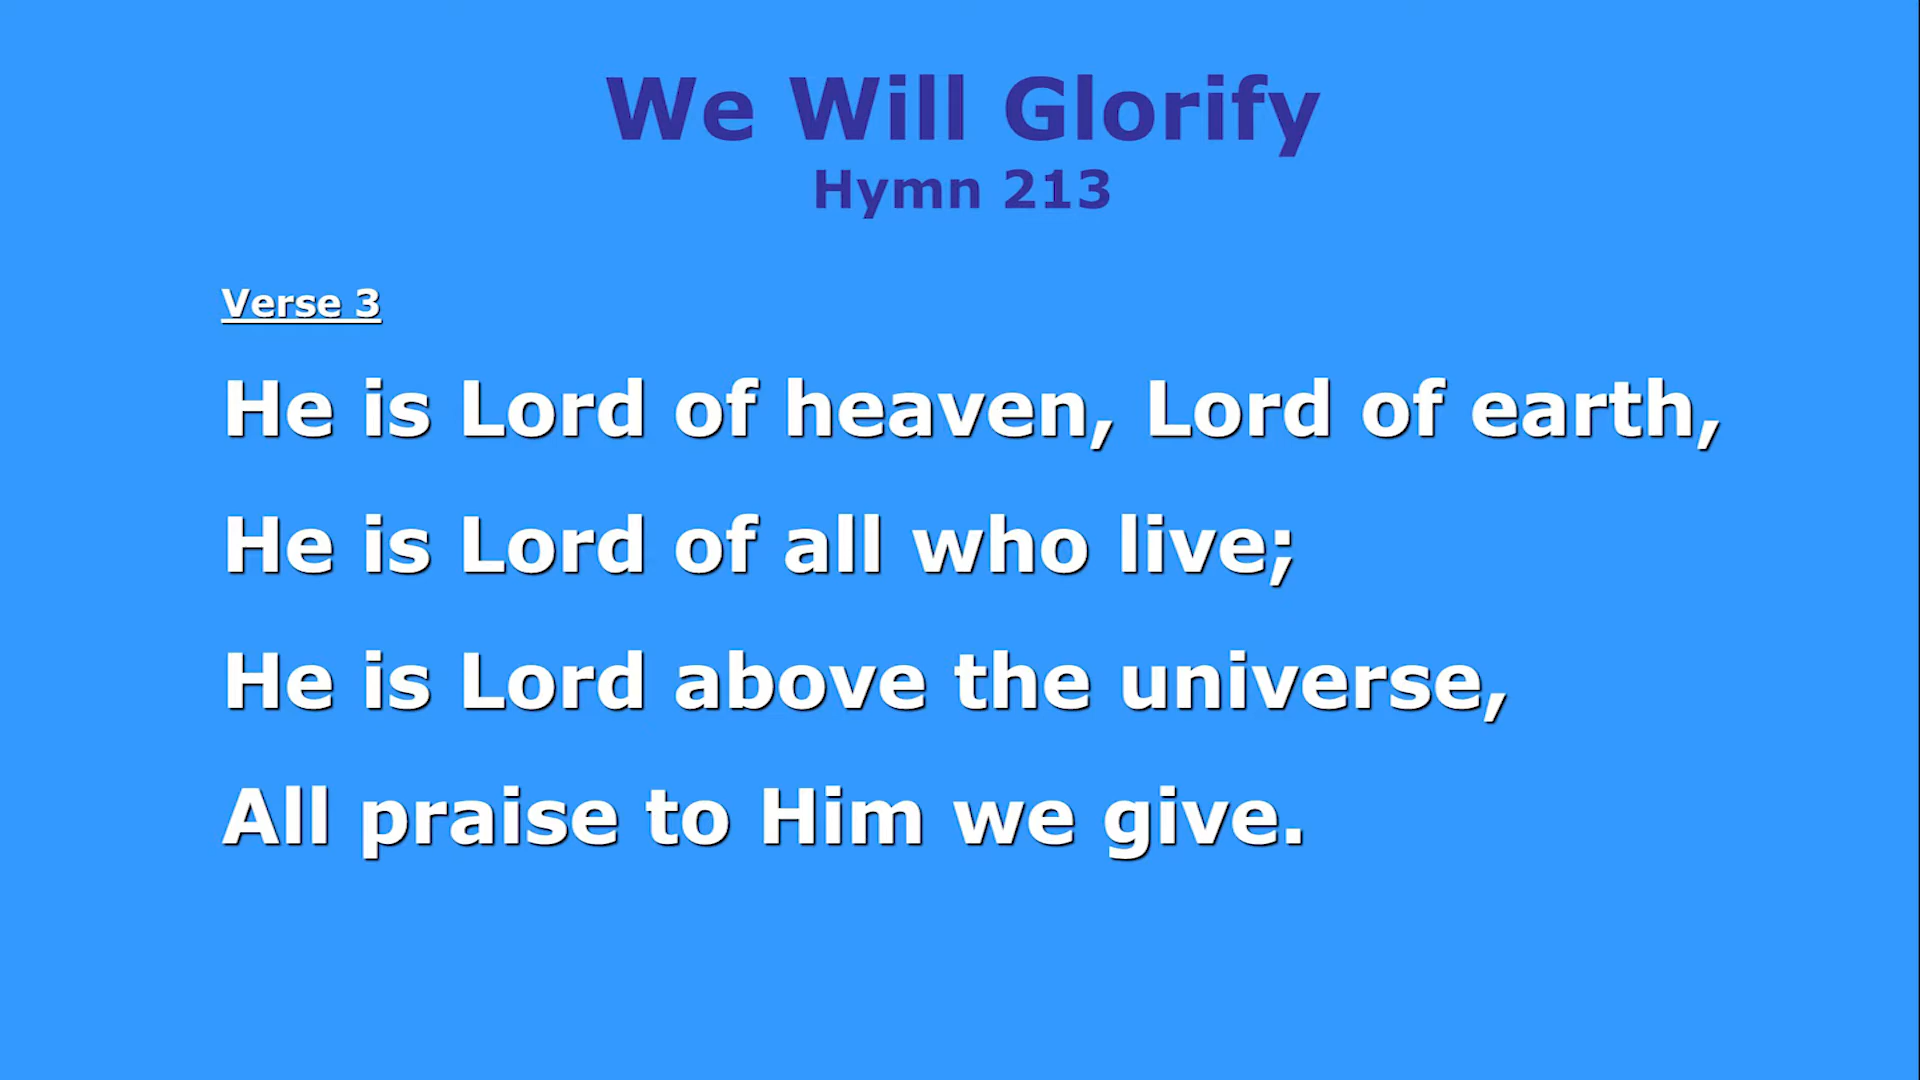 We Will Glorify
Hymn 213
Verse 3
He is Lord of heaven, Lord of earth,
He is Lord of all who live;
He is Lord above the universe,
All praise to Him we give.